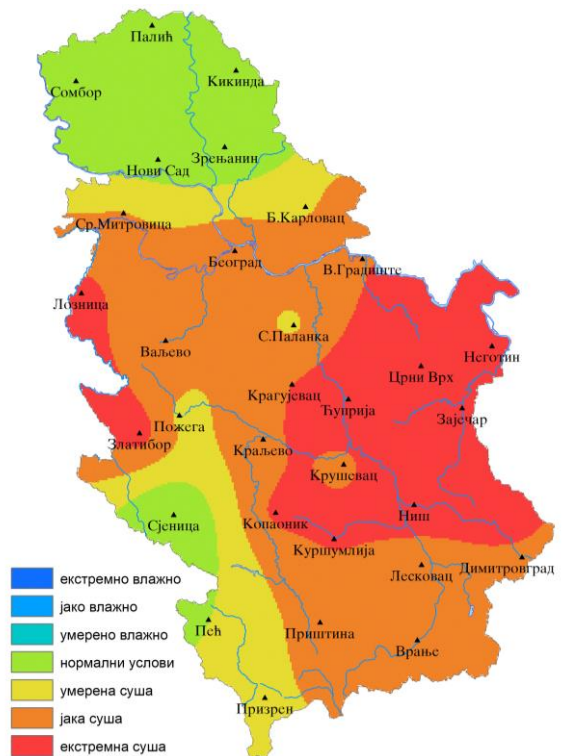 Палић
Кикинда
Сомбор
Зрењанин
Нови Сад
Б.Карловац
Ср.Митровица
Београд
В.Градиште
Лозница
С.Паланка
Ваљево
Неготин
Црни Врх
Крагујевац
Ћуприја
Зајечар
Пожега
Златибор
Краљево
Крушевац
Сјеница
Копаоник
Ниш
Куршумлија
Димитровград
Лесковац
Пећ
Приштина
Врање
Призрен
екстремно влажно
јако влажно
умерено влажно
нормални услови
умерена суша
јака суша
екстремна суша